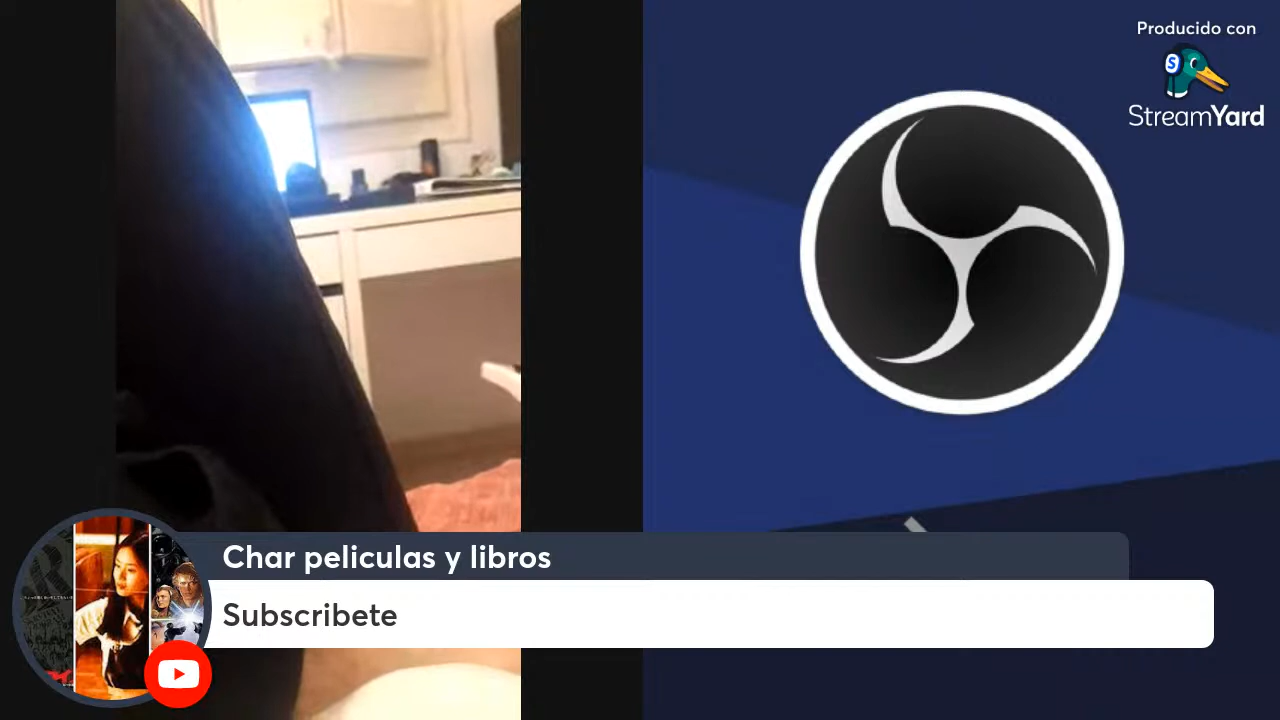 Producido con
S
StreamYard
Char peliculas y libros
Subscribete